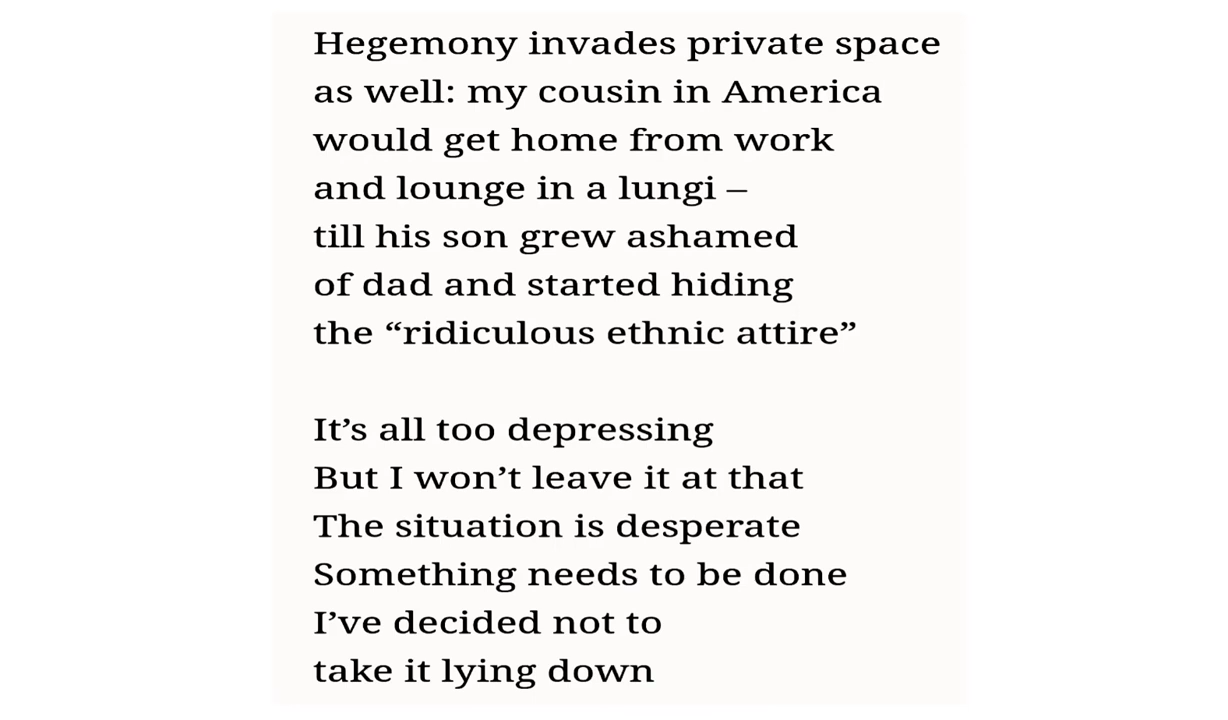 Hegemony invades private space
as well: my cousin in America
would get home from work
and lounge in a lungi –
till his son grew ashamed
of dad and started hiding
the “ridiculous ethnic attire”
It’s all too depressing
But I won’t leave it at that
The situation is desperate
Something needs to be done
I’ve decided not to
take it lying down